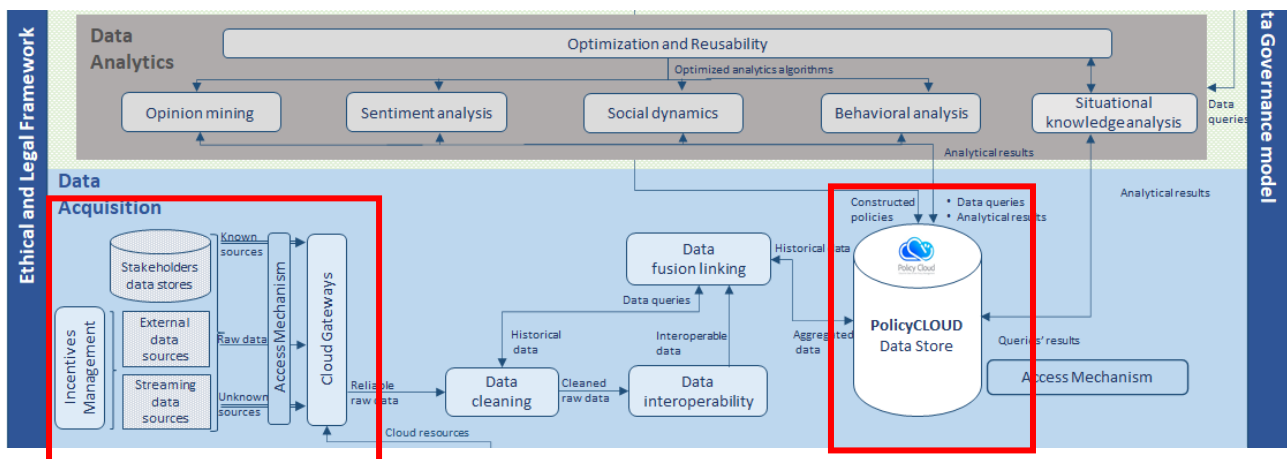 Ethical and Legal Framework
Data
Analytics
Optimization and Reusability
Optimized analytics algorithms
Opinion mining
Sentiment analysis
Social dynamics
Behavioral analysis
Situational
knowledge analysis
Data
queries
ta Governance model
Analytical results
Data
Acquisition
Constructed
policies
• Data queries
• Analytical results
Analytical results
Stakeholders
data stores
Known
sources
Incentives
Management
External
data
sources
Raw data
Streaming
data
sources
Unknown
sources
Access Mechanism
Cloud Gateways
Reliable
raw data
Cloud resources
Data
cleaning
Historical
data
Cleaned
raw data
Data
interoperability
Interoperable
data
Data queries
Data
fusion linking
Historical data
Aggregated
data
Policy Cloud
PolicyCLOUD
Data Store
Queries' results
Access Mechanism